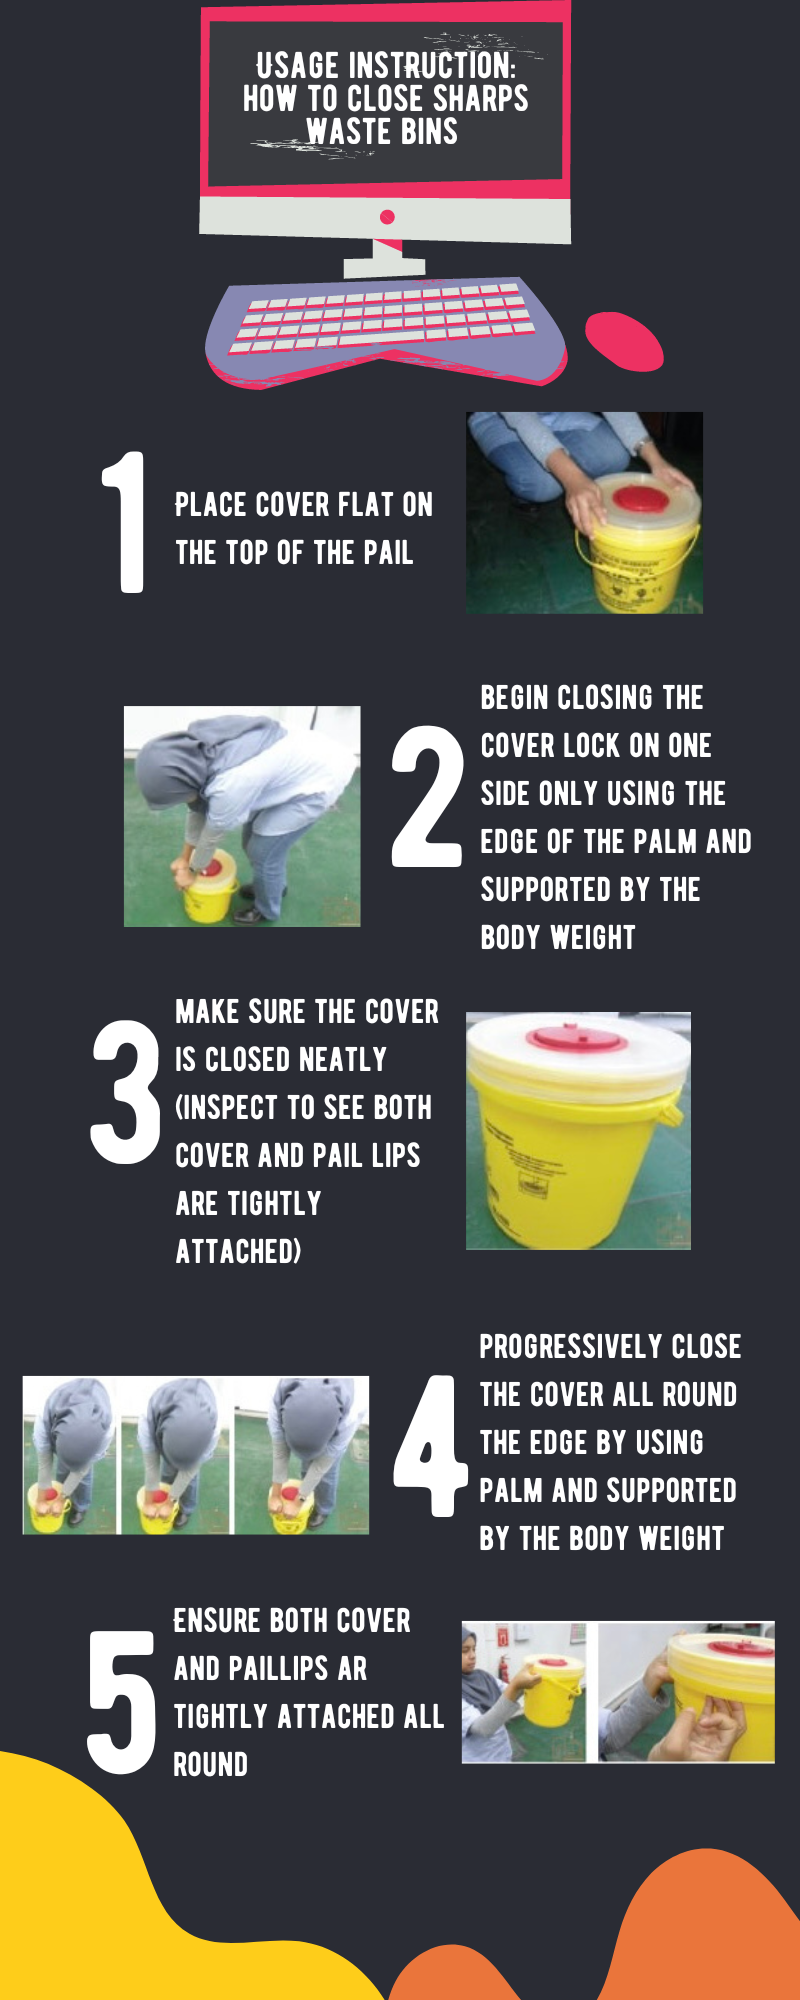 USAGE INSTRUCTION:
HOW TO CLOSE SHARPS
WASTE BINS
1
PLACE COVER FLAT ON
THE TOP OF THE PAIL
2
BEGIN CLOSING THE
COVER LOCK ON ONE
SIDE ONLY USING THE
EDGE OF THE PALM AND
SUPPORTED BY THE
BODY WEIGHT
3
MAKE SURE THE COVER
IS CLOSED NEATLY
(INSPECT TO SEE BOTH
COVER AND PAIL LIPS
ARE TIGHTLY
ATTACHED)
4
PROGRESSIVELY CLOSE
THE COVER ALL ROUND
THE EDGE BY USING
PALM AND SUPPORTED
BY THE BODY WEIGHT
5
ENSURE BOTH COVER
AND PAILLIPS AR
TIGHTLY ATTACHED ALL
ROUND